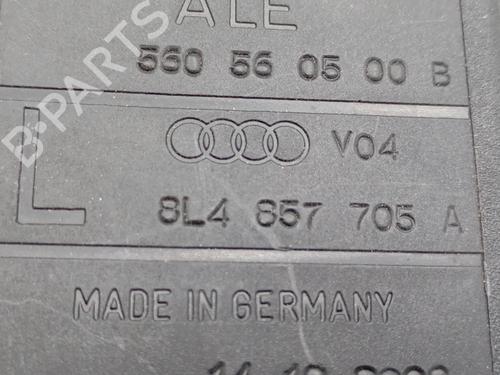 ALE
560 56 05 00 B
L
V04
8L4 857 705 A
MADE IN GERMANY
B-PARTS